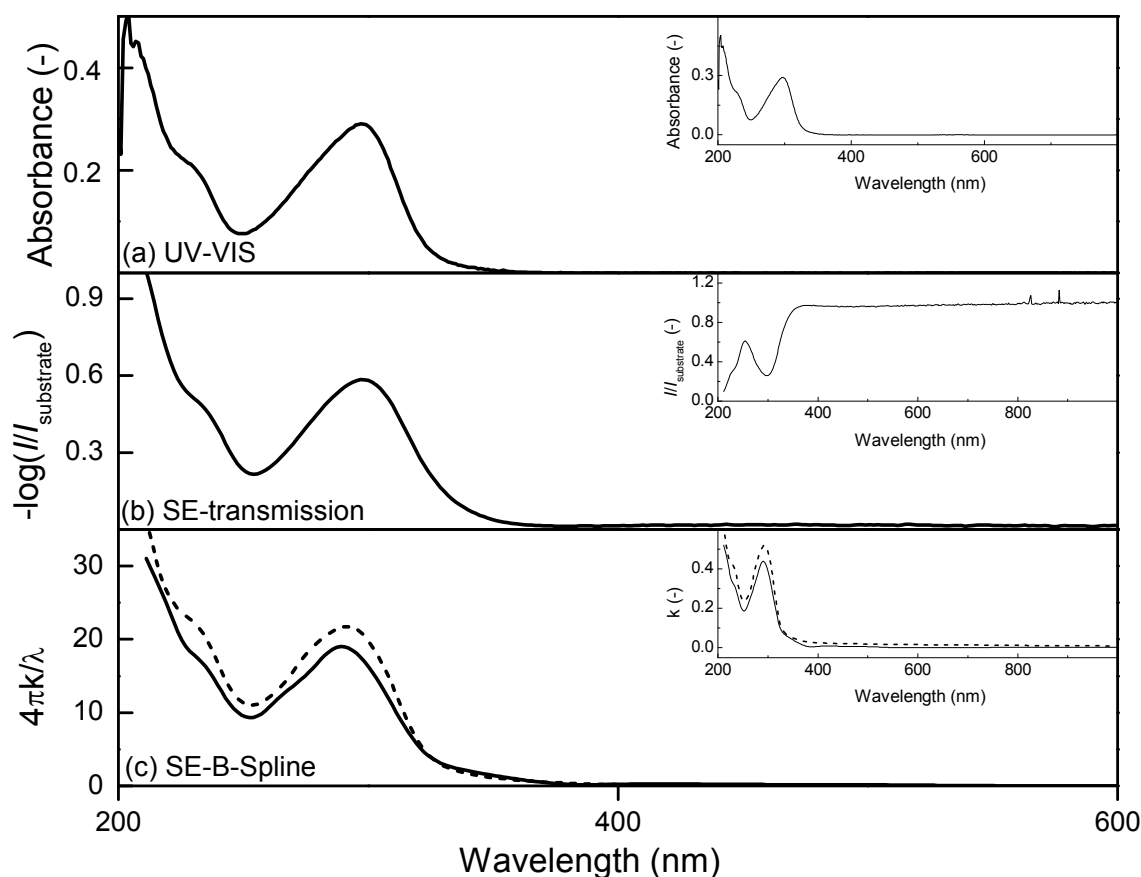 Absorbance (-)
0.4
0.2
(a) UV-VIS
Absorbance (-)
0.3
0.0
200 400 600
Wavelength (nm)
-log(I/I substrate)
0.9
0.6
0.3
(b) SE-transmission
I/I substrate (-)
1.2
0.8
0.4
0.0
200 400 600 800
Wavelength (nm)
4πk/λ
30
20
10
0
(c) SE-B-Spline
k (-)
0.4
0.2
0.0
200 400 600 800
Wavelength (nm)
200 400 600
Wavelength (nm)